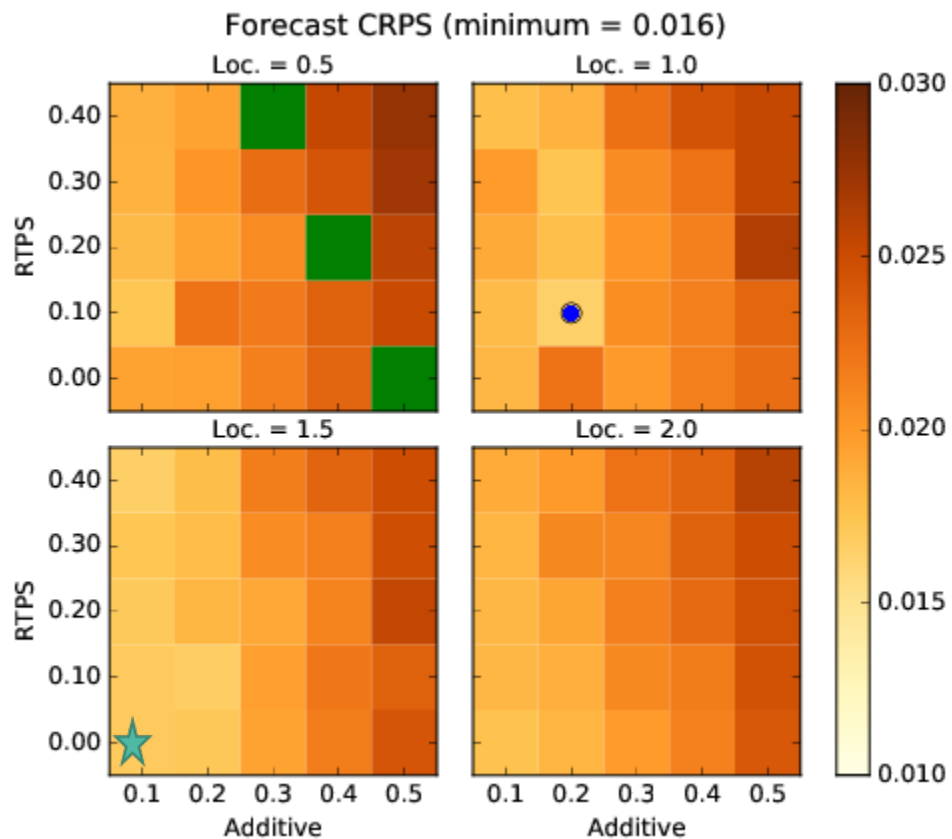 Forecast CRPS (minimum = 0.016)
Loc. = 0.5
Loc. = 1.0
0.40
0.30
0.20
0.10
0.00
RTPS
Loc. = 1.5
Loc. = 2.0
0.40
0.30
0.20
0.10
0.00
RTPS
0.1 0.2 0.3 0.4 0.5
Additive
0.1 0.2 0.3 0.4 0.5
Additive
0.030
0.025
0.020
0.015
0.010